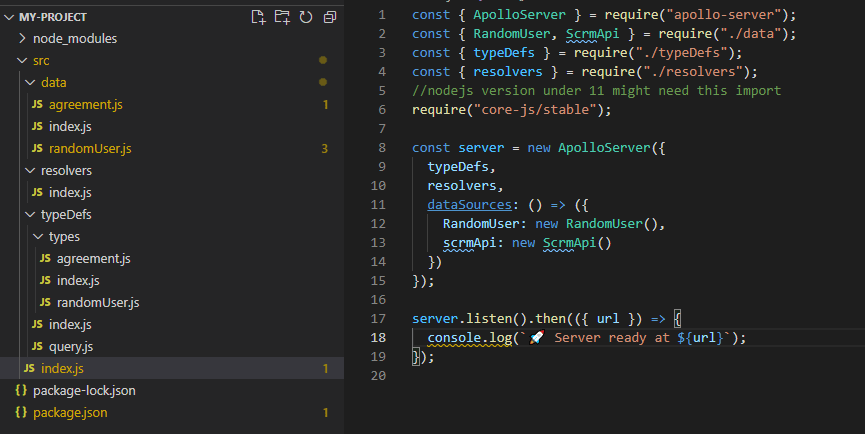 MY-PROJECT
node_modules
src
data
JS agreement.js 1
JS index.js
JS randomUser.js 3
resolvers
JS index.js
typeDefs
types
JS agreement.js
JS index.js
JS randomUser.js
JS index.js
JS query.js
JS index.js 1
{} package-lock.json
{} package.json 1
1 const { ApolloServer } = require("apollo-server");
2 const { RandomUser, ScrmApi } = require("./data");
3 const { typeDefs } = require("./typeDefs");
4 const { resolvers } = require("./resolvers");
5 //nodejs version under 11 might need this import
6 require("core-js/stable");
7
8 const server = new ApolloServer({
9 typeDefs,
10 resolvers,
11 dataSources: () => ({
12 RandomUser: new RandomUser(),
13 scrmApi: new ScrmApi()
14 })
15 });
16
17 server.listen().then(({ url }) => {
18 console.log(`🚀 Server ready at ${url}`);
19 });
20